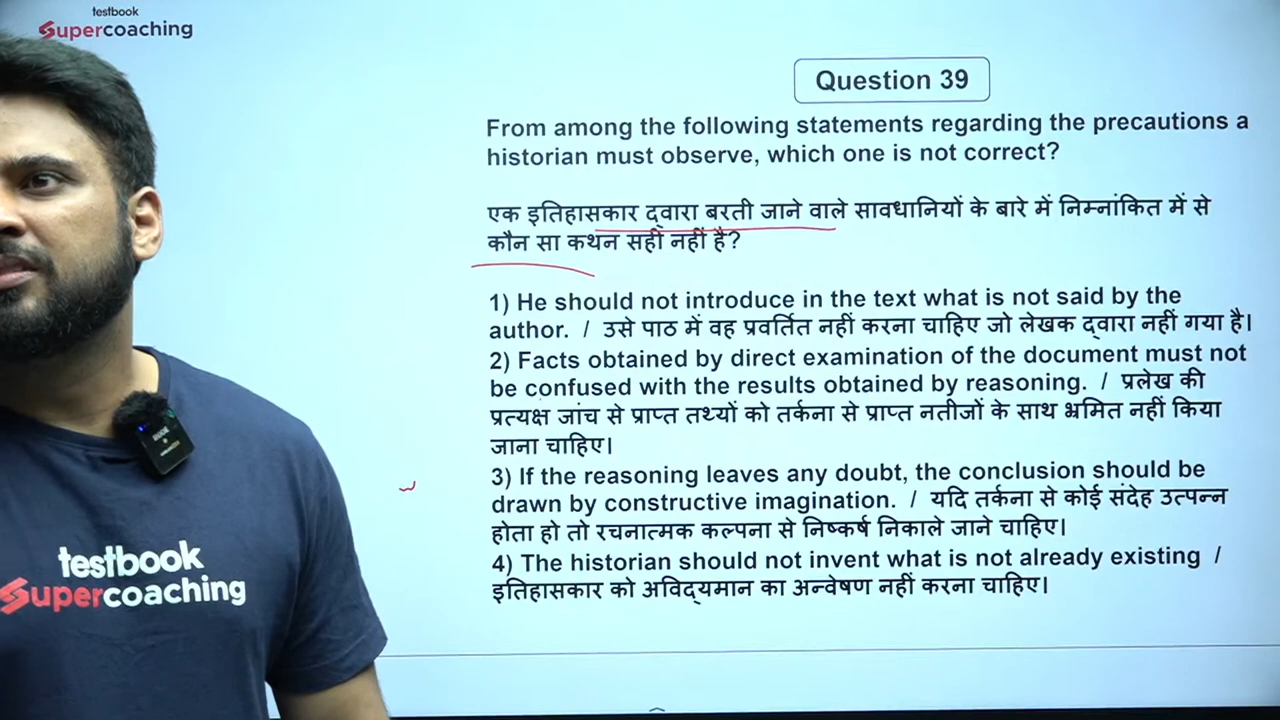 testbook
Supercoaching
Question 39
From among the following statements regarding the precautions a
historian must observe, which one is not correct?
एक इतिहासकार द्वारा बरती जाने वाले सावधानियों के बारे में निम्नांकित में से
कौन सा कथन सही नहीं है?
1) He should not introduce in the text what is not said by the
author. / उसे पाठ में वह प्रवर्तित नहीं करना चाहिए जो लेखक द्वारा नहीं गया है।
2) Facts obtained by direct examination of the document must not
be confused with the results obtained by reasoning. / प्रलेख की
प्रत्यक्ष जांच से प्राप्त तथ्यों को तर्कना से प्राप्त नतीजों के साथ भ्रमित नहीं किया
जाना चाहिए।
3) If the reasoning leaves any doubt, the conclusion should be
drawn by constructive imagination. / यदि तर्कना से कोई संदेह उत्पन्न
होता हो तो रचनात्मक कल्पना से निष्कर्ष निकाले जाने चाहिए।
4) The historian should not invent what is not already existing /
इतिहासकार को अविद्यमान का अन्वेषण नहीं करना चाहिए।
testbook
Supercoaching